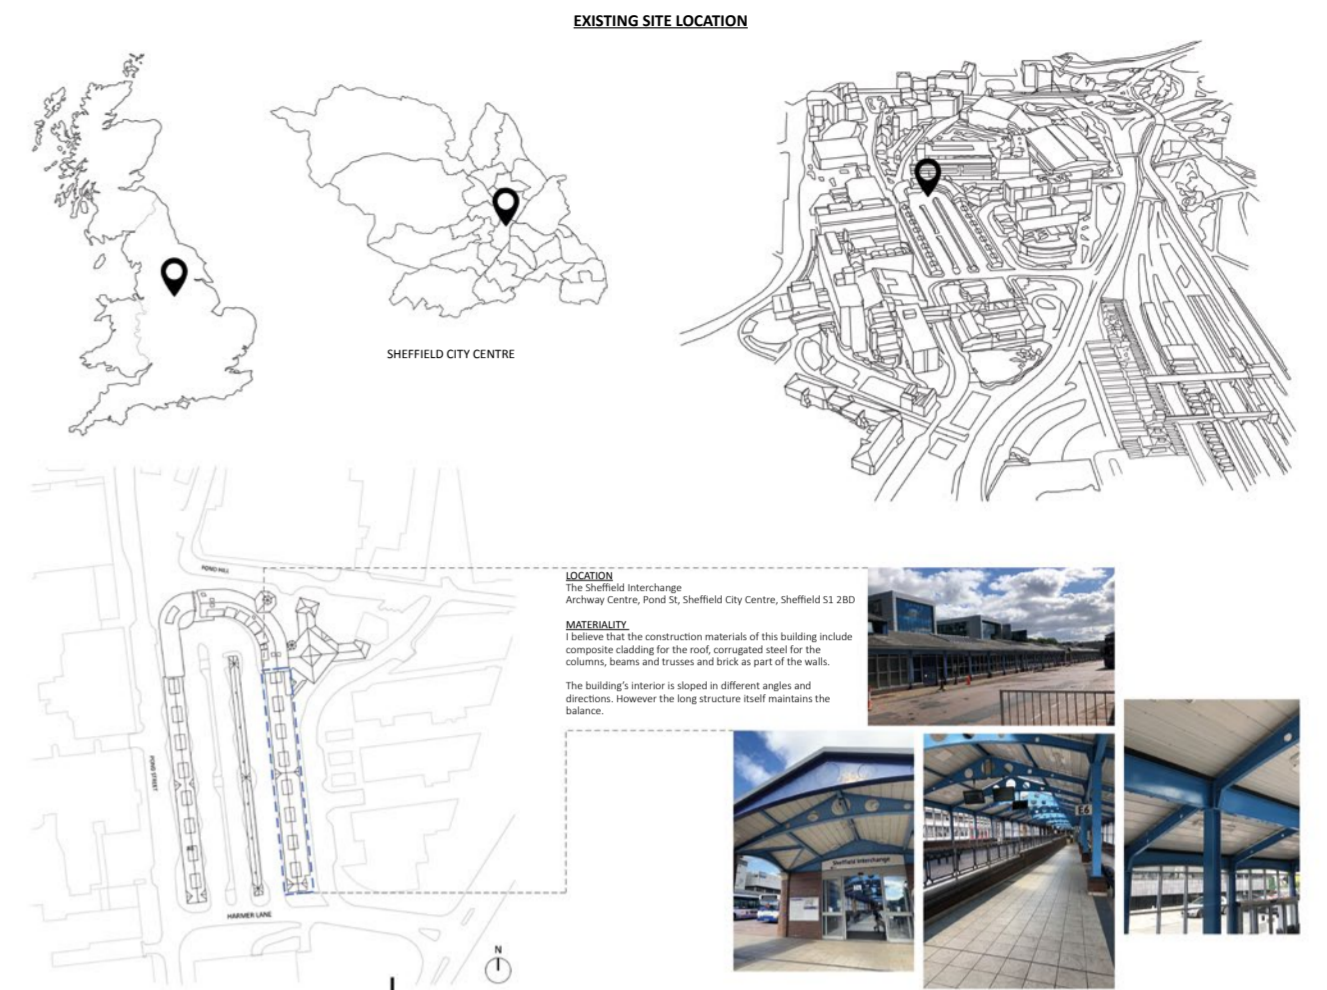 EXISTING SITE LOCATION
SHEFFIELD CITY CENTRE
POND HILL
LOCATION
The Sheffield Interchange
Archway Centre, Pond St, Sheffield City Centre, Sheffield S1 2BD
MATERIALITY
I believe that the construction materials of this building include
composite cladding for the roof, corrugated steel for the
columns, beams and trusses and brick as part of the walls.
The building's interior is sloped in different angles and
directions. However the long structure itself maintains the
balance.
POND STREET
E6
Sheffield Interchange
HARMER LANE
N